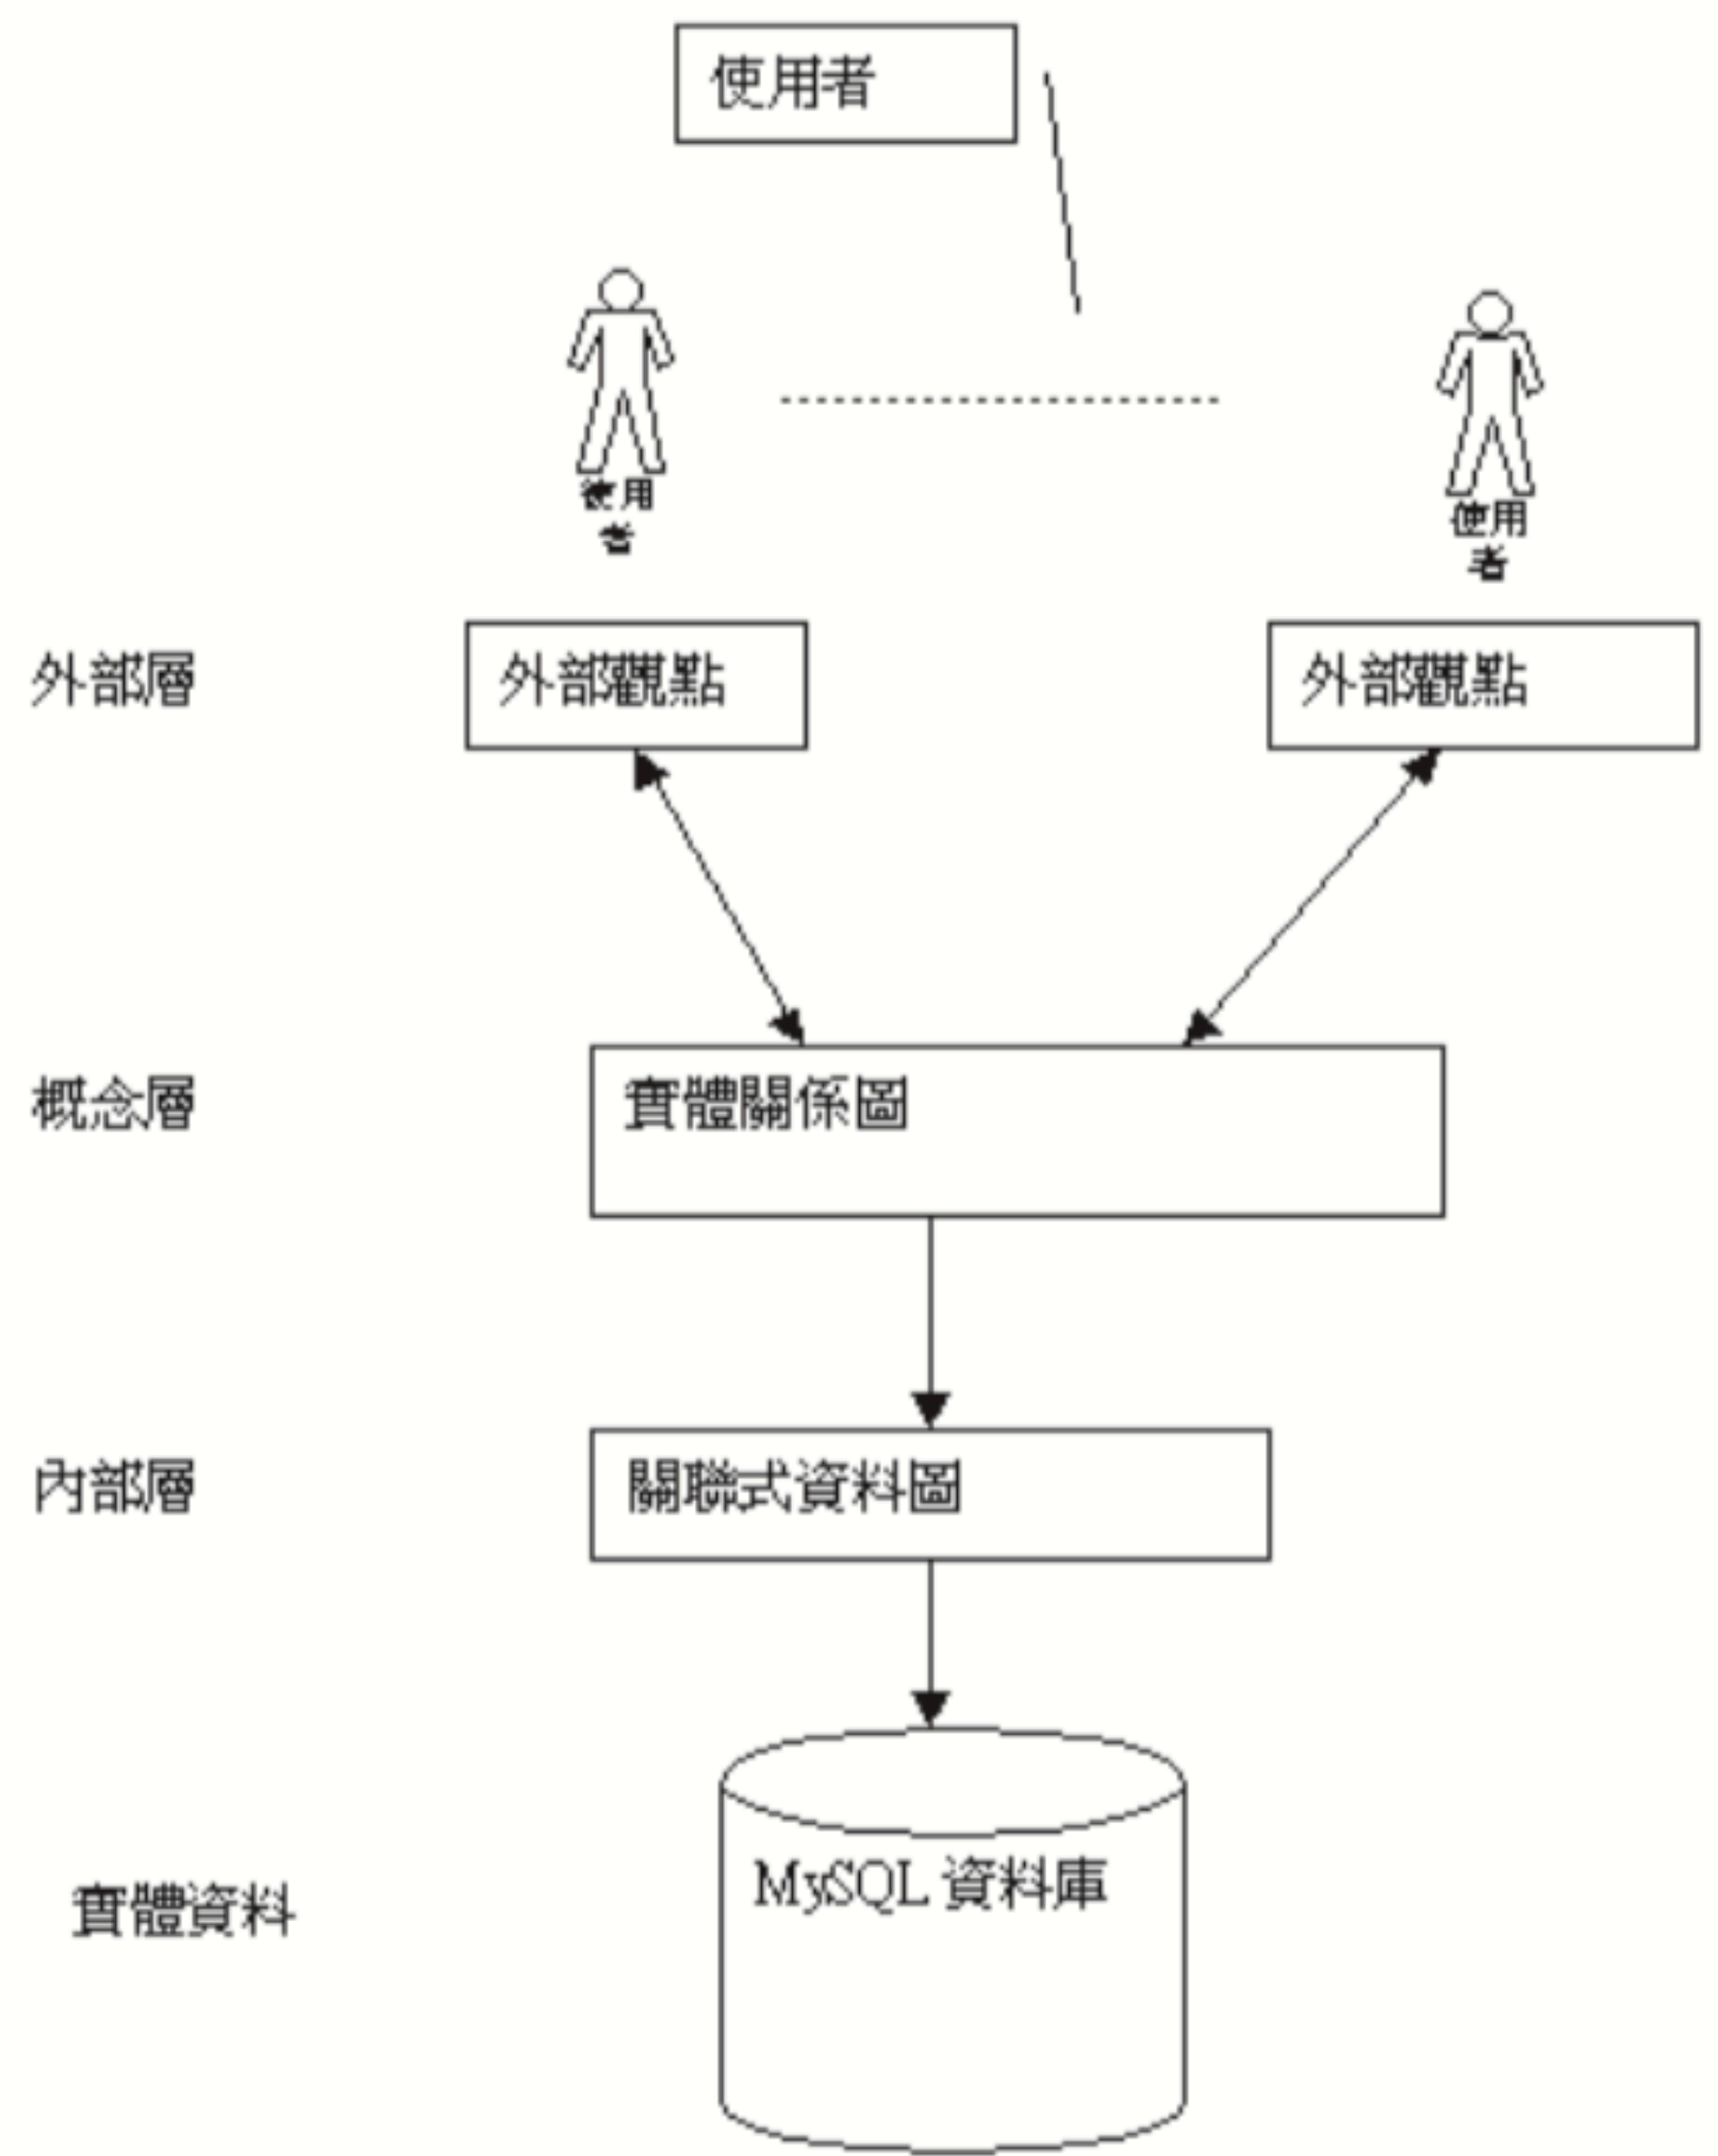 使用者
使用
者
使用
者
外部層
外部觀點
外部觀點
概念層
實體關係圖
內部層
關聯式資料圖
實體資料
MySQL 資料庫